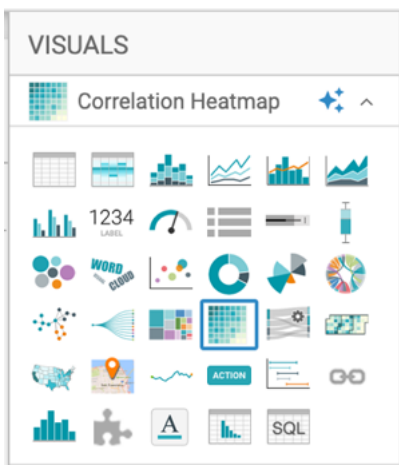 VISUALS
Correlation Heatmap
1234
LABEL
WORD
CLOUD
ACTION
A
SQL